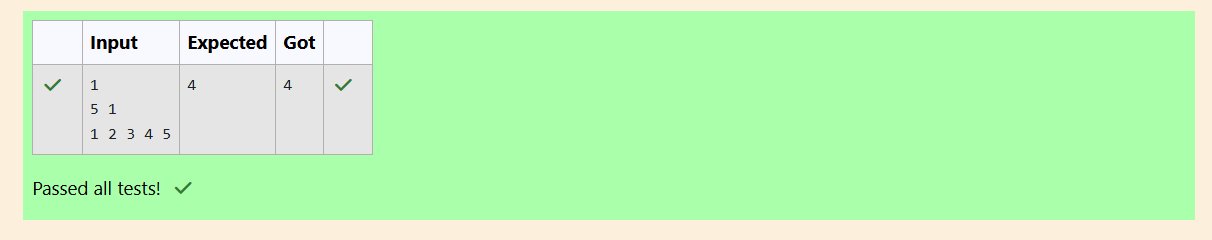 Input Expected Got
1 4 4
5 1
1 2 3 4 5
Passed all tests!